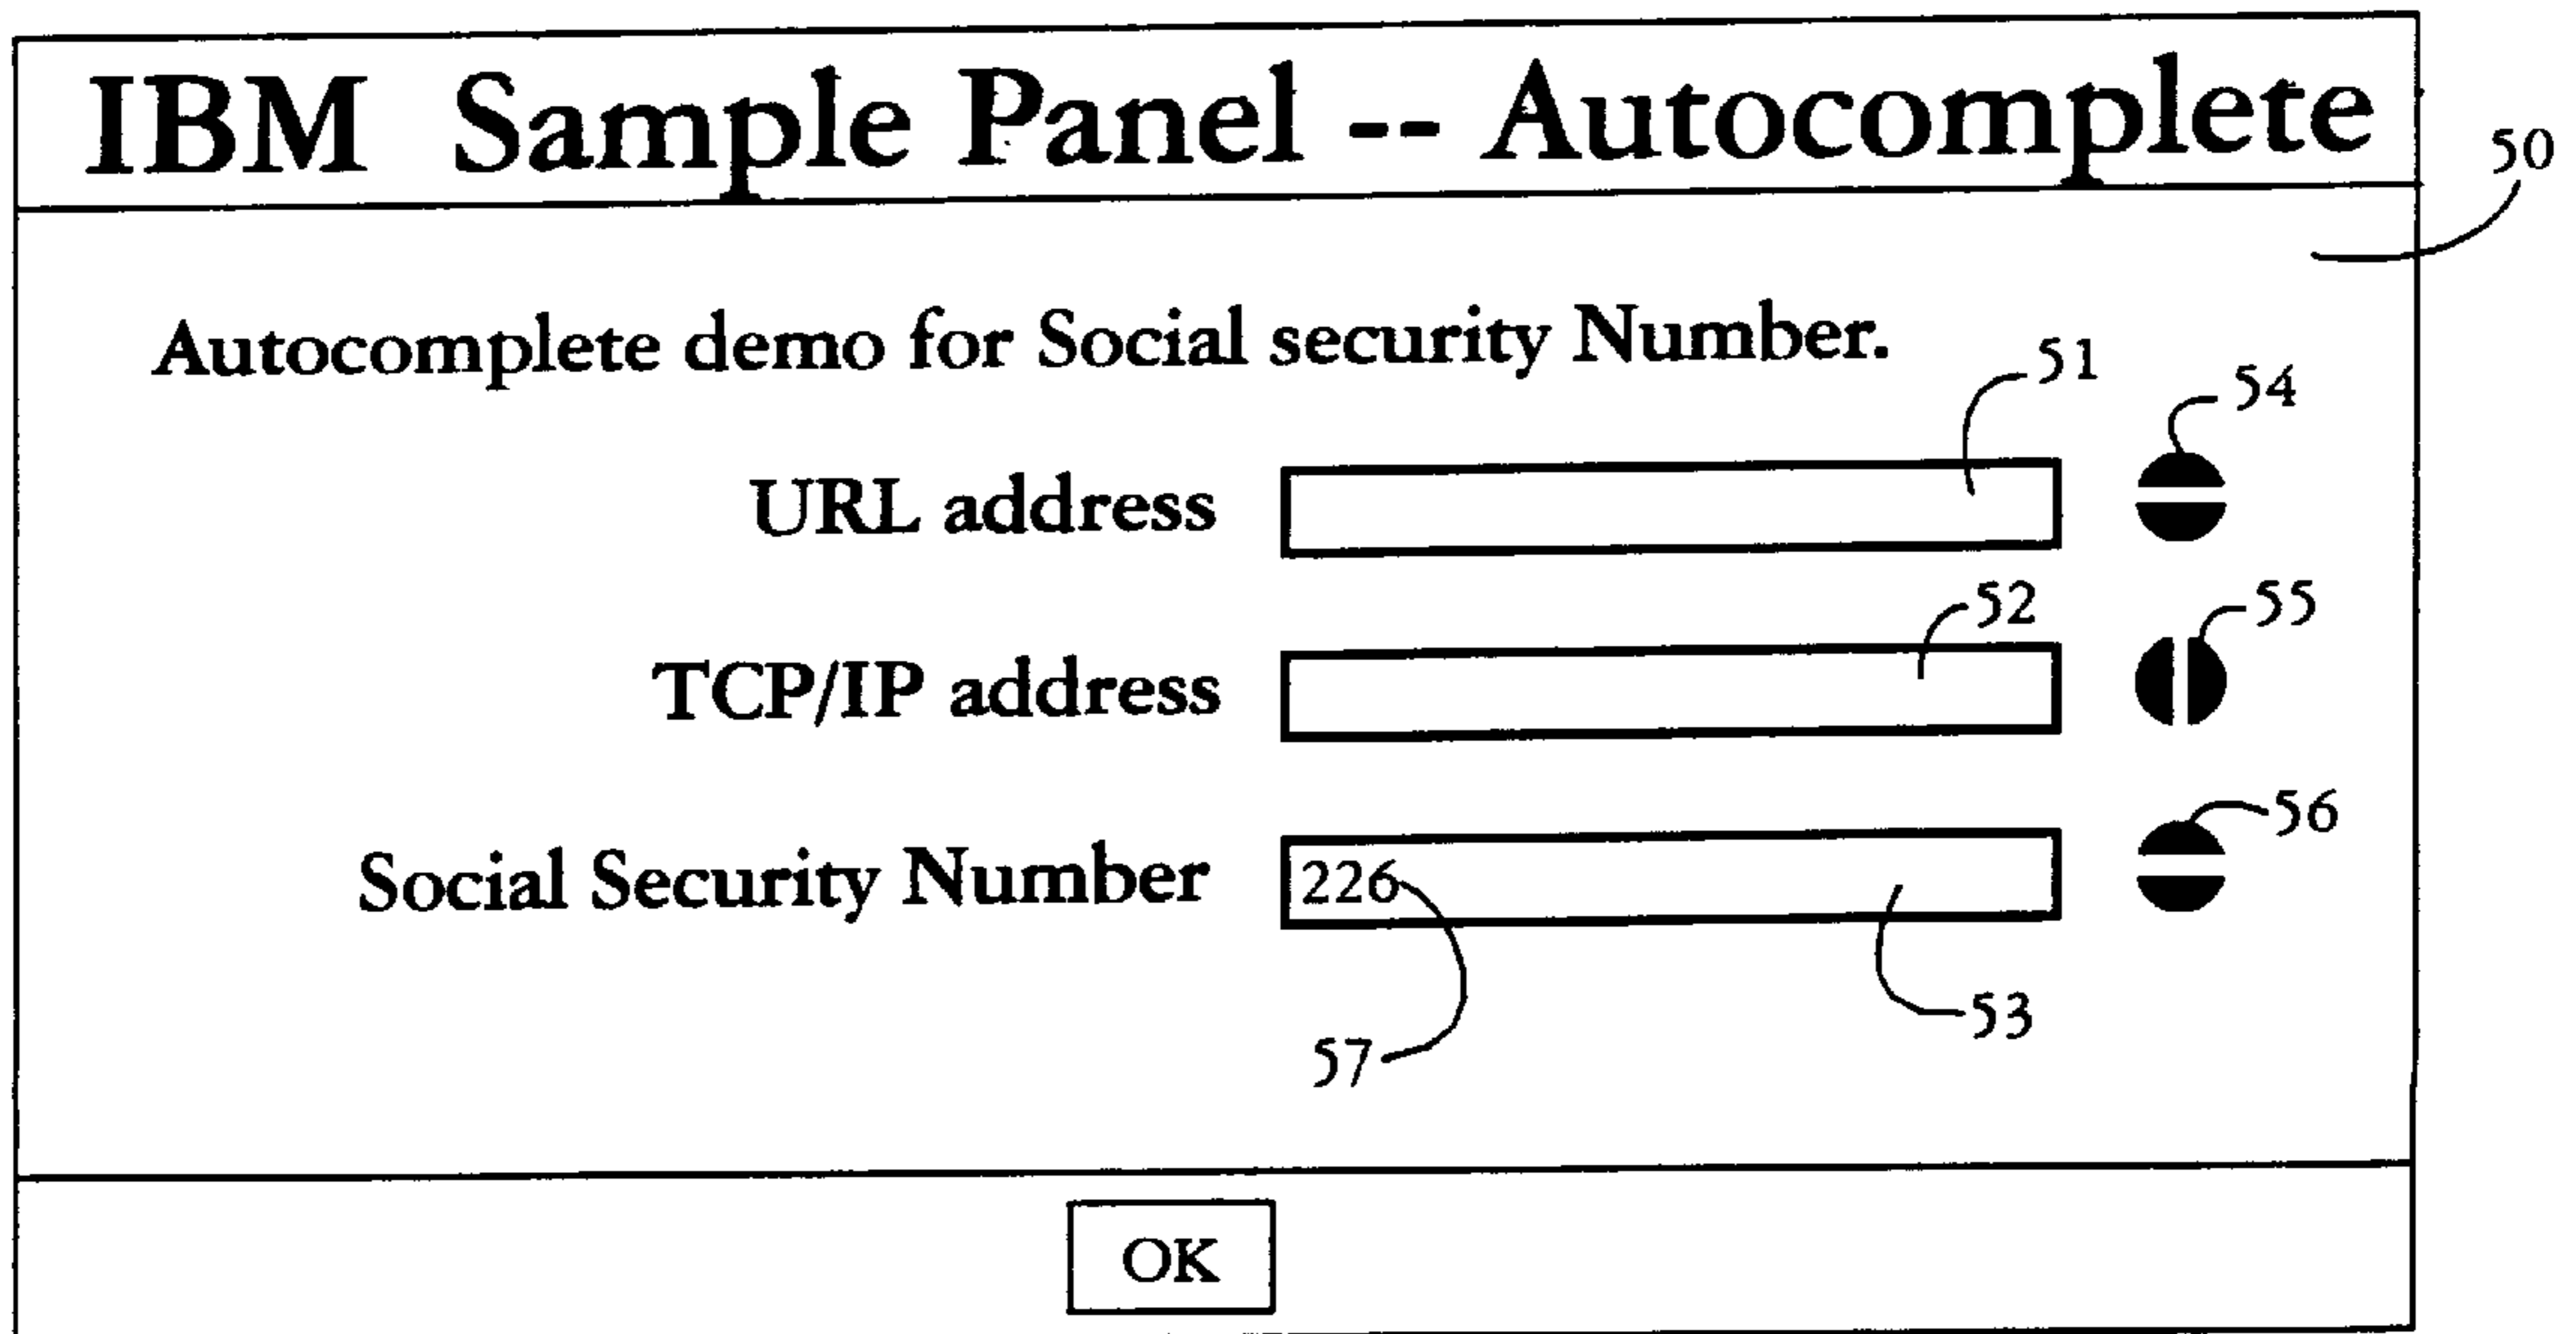 IBM Sample Panel -- Autocomplete
50
Autocomplete demo for Social security Number.
51
54
URL address
52
55
TCP/IP address
56
Social Security Number 226
53
57
OK